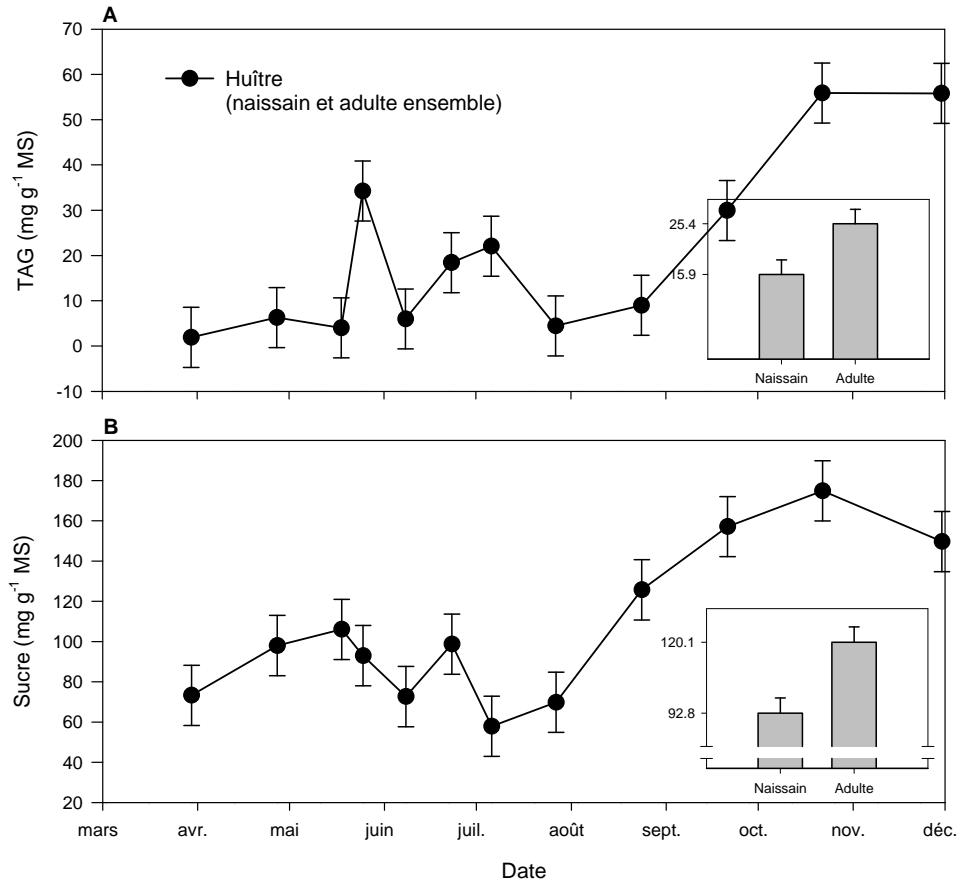 A
70
60
50
40
30
20
10
0
-10
TAG (mg g-1 MS)
Huître
(naissain et adulte ensemble)
25.4
15.9
Naissain Adulte
B
200
180
160
140
120
100
80
60
40
20
Sucre (mg g-1 MS)
120.1
92.8
Naissain Adulte
mars avr. mai juin juil. août sept. oct. nov. déc.
Date